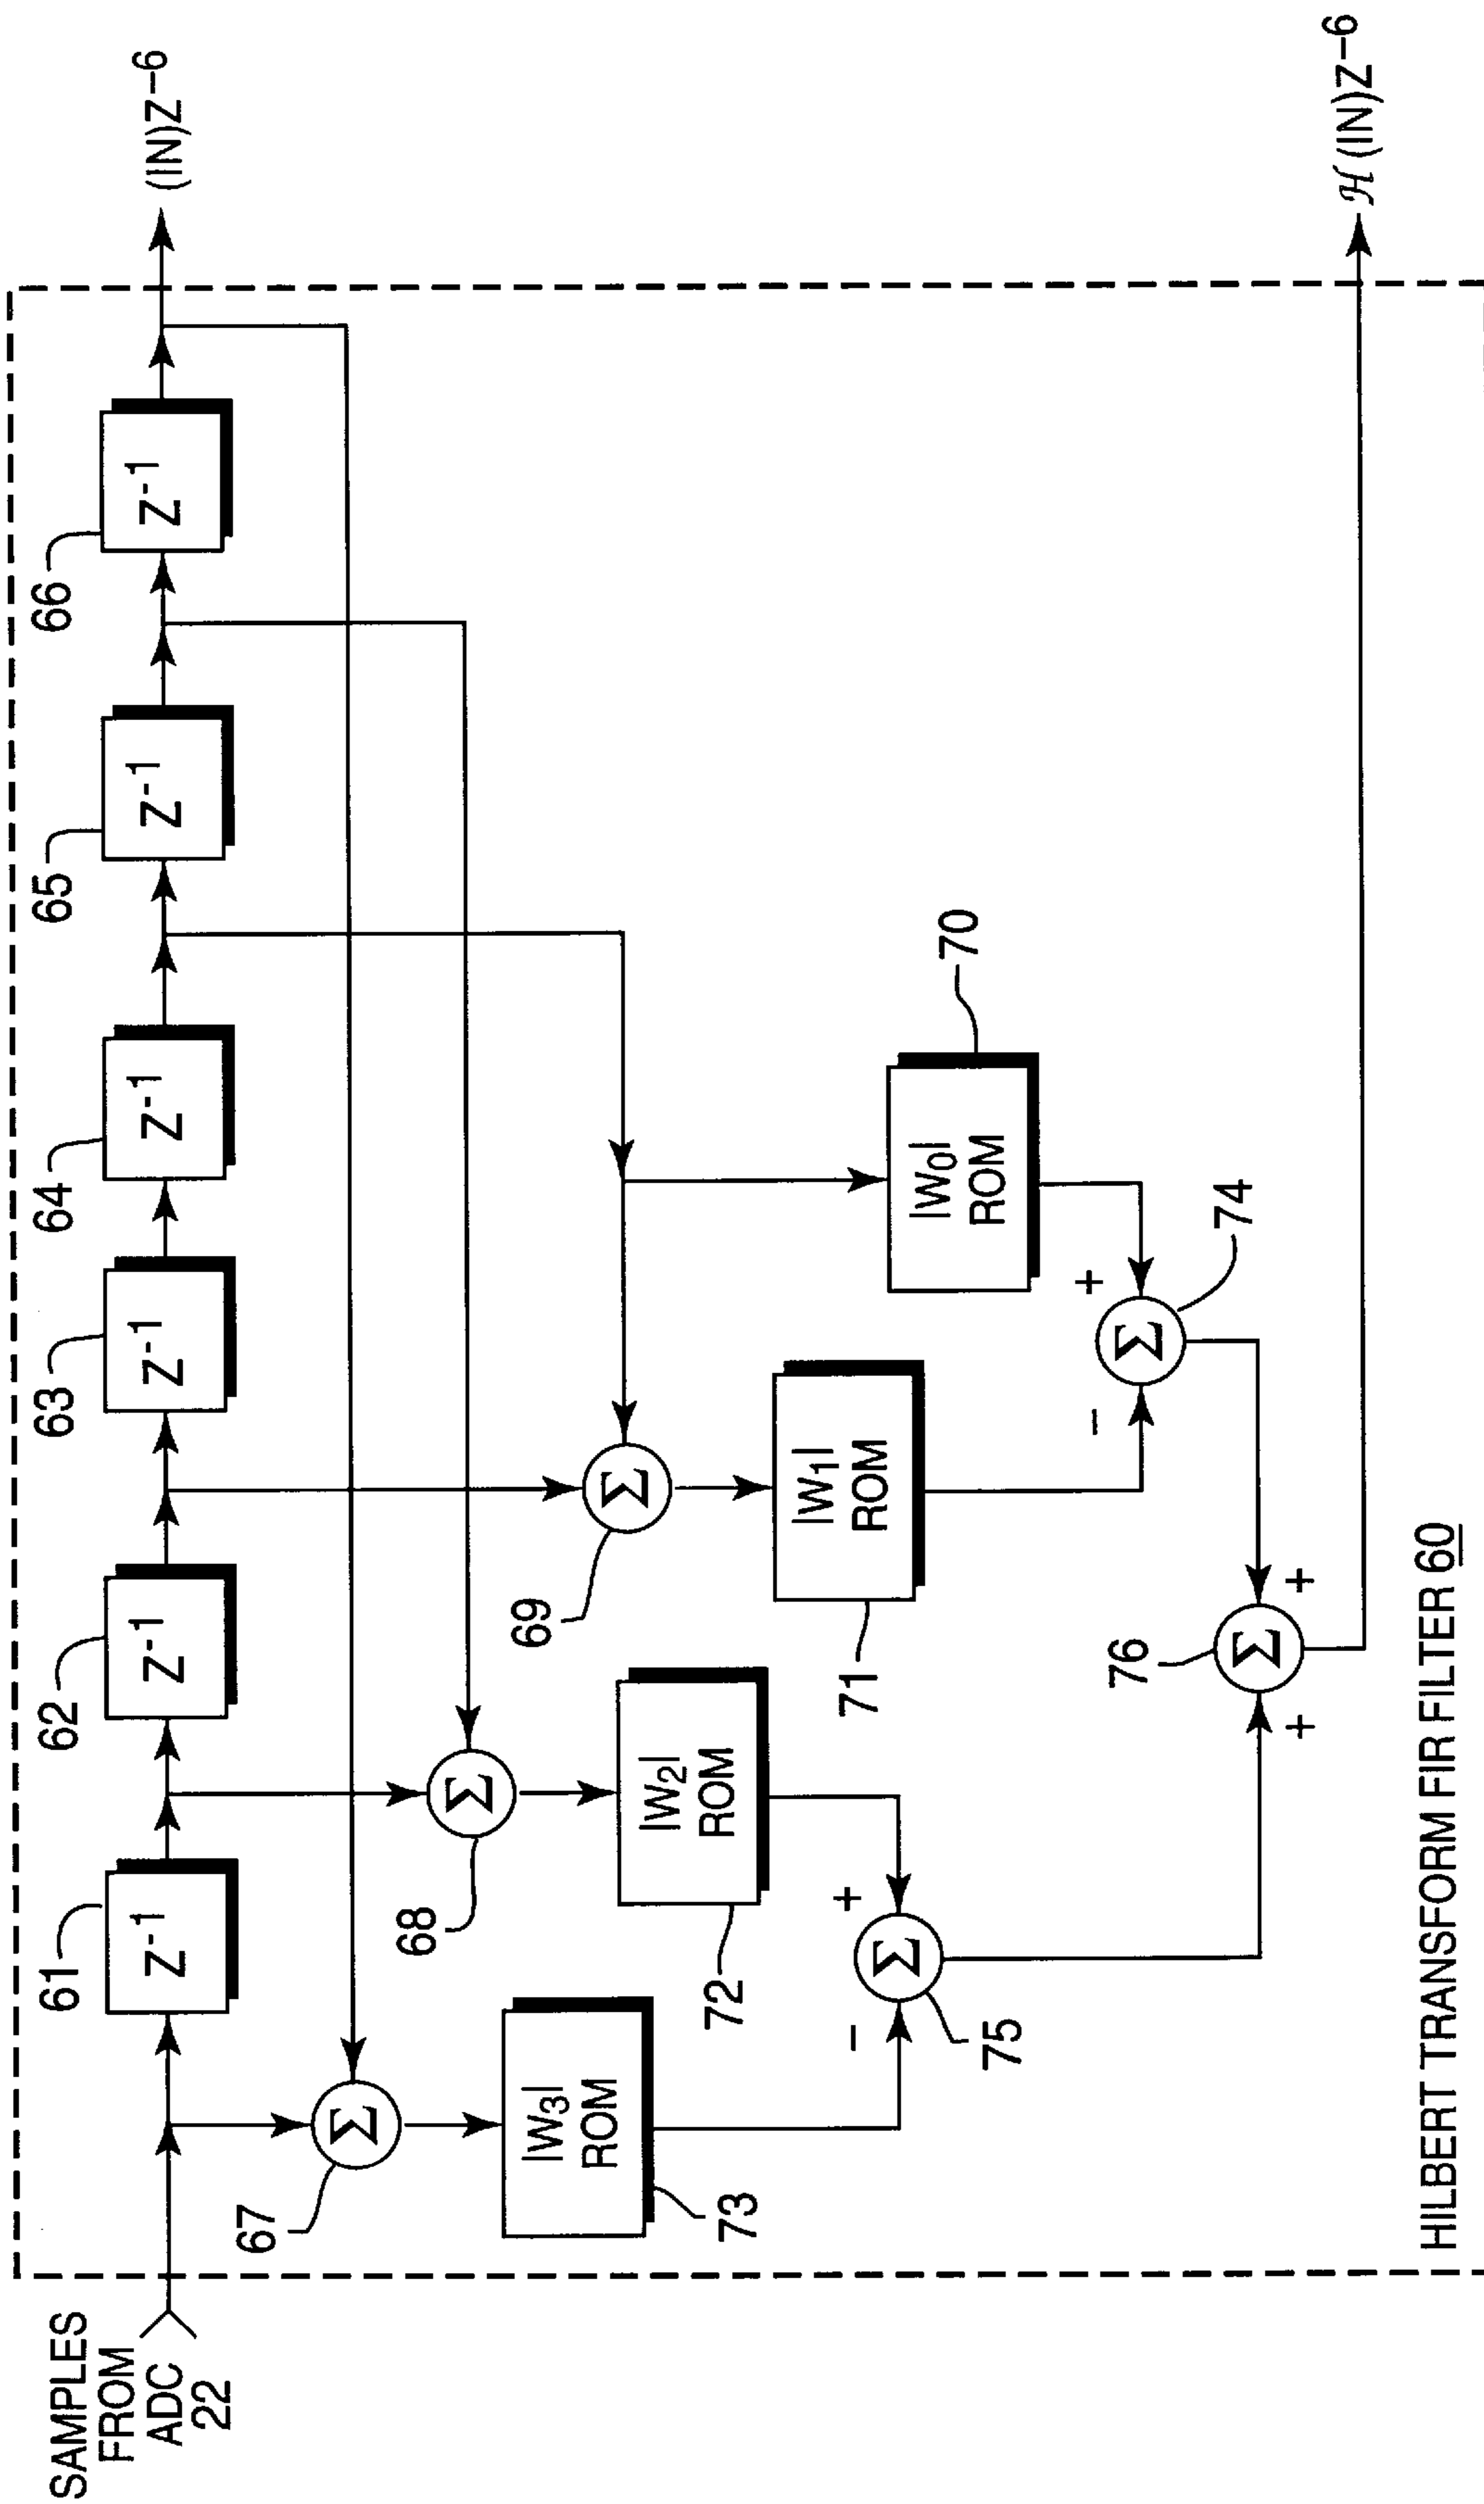 SAMPLES
FROM
ADC
22
61
Z-1
62
Z-1
63
Z-1
64
Z-1
65
Z-1
66
Z-1
(IN)Z-6
67
Σ
68
Σ
69
Σ
73
|W3|
ROM
72
|W2|
ROM
71
|W1|
ROM
70
|W0|
ROM
-
+
Σ
75
-
+
Σ
74
+
+
Σ
76
ℋ(IN)Z-6
HILBERT TRANSFORM FIR FILTER 60